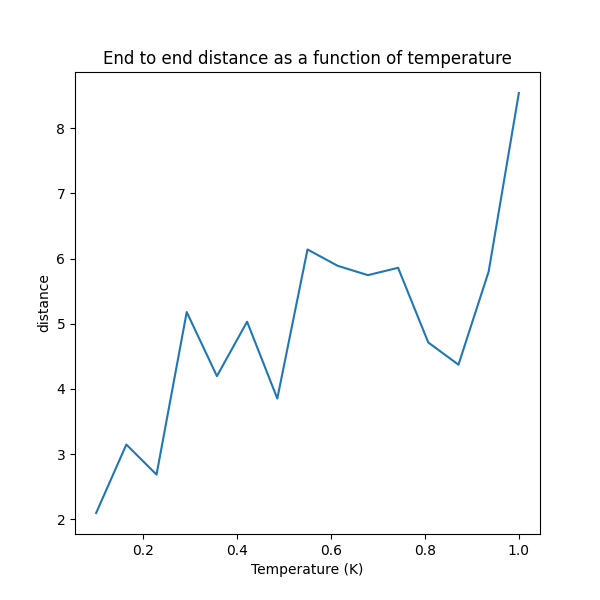 End to end distance as a function of temperature
8
7
6
5
4
3
2
distance
0.2 0.4 0.6 0.8 1.0
Temperature (K)